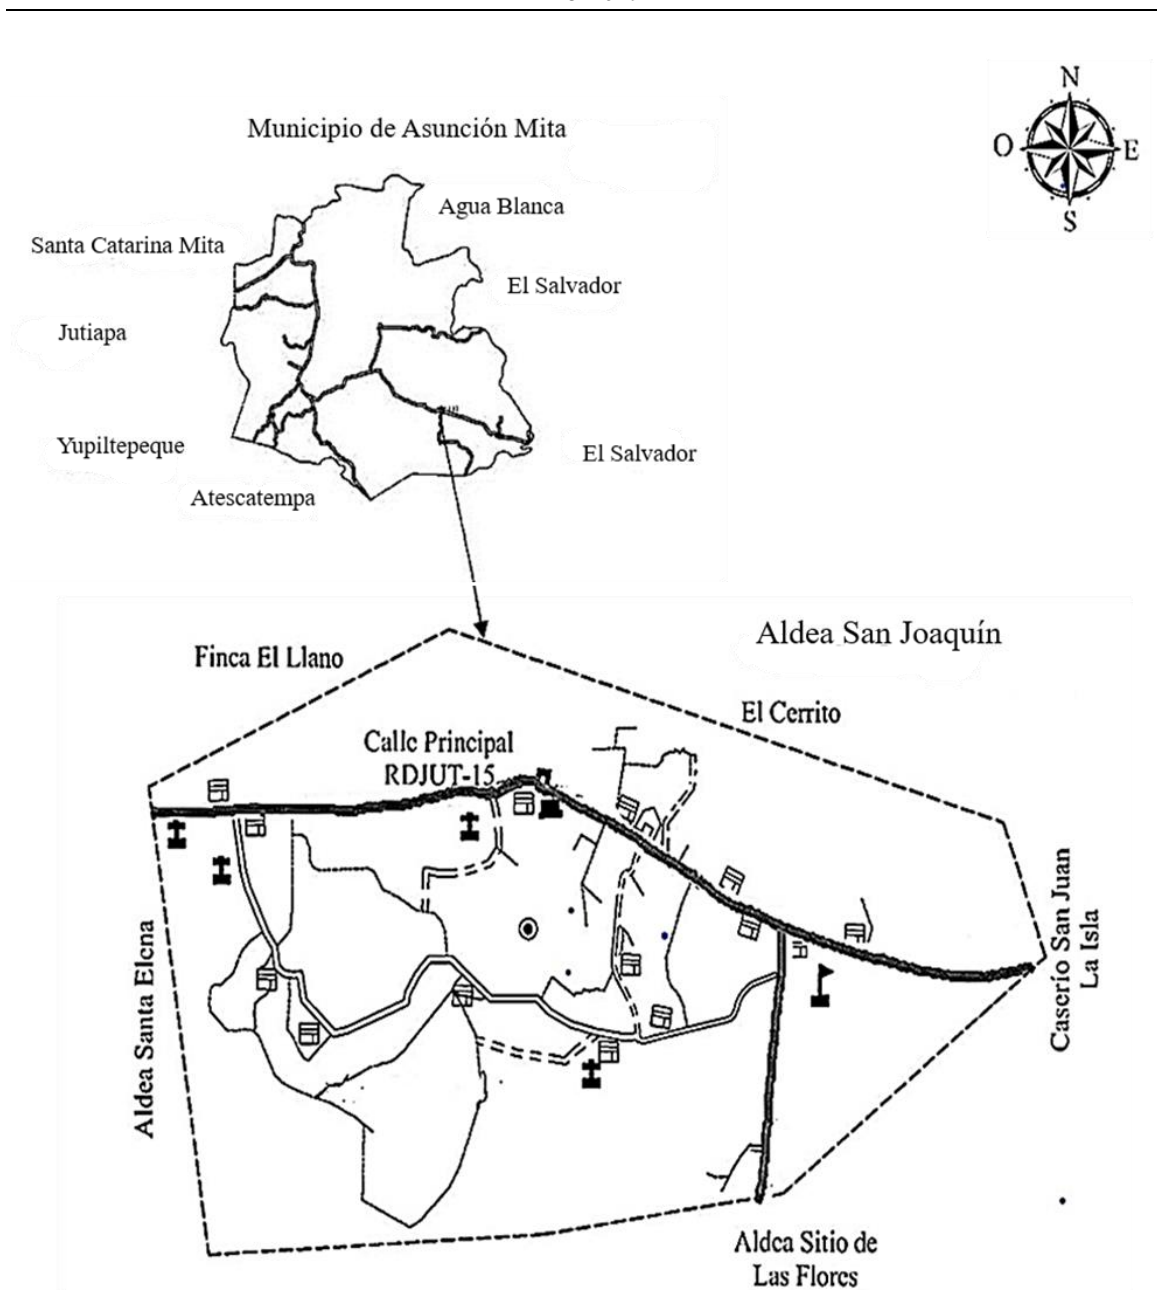 N
Municipio de Asunción Mita
O
E
Agua Blanca
S
Santa Catarina Mita
El Salvador
Jutiapa
Yupiltepeque
El Salvador
Atescatempa
Aldea San Joaquín
Finca El Llano
El Cerrito
Calle Principal
RDJUT-15
Aldea Santa Elena
Caserío San Juan
La Isla
Aldea Sitio de
Las Flores